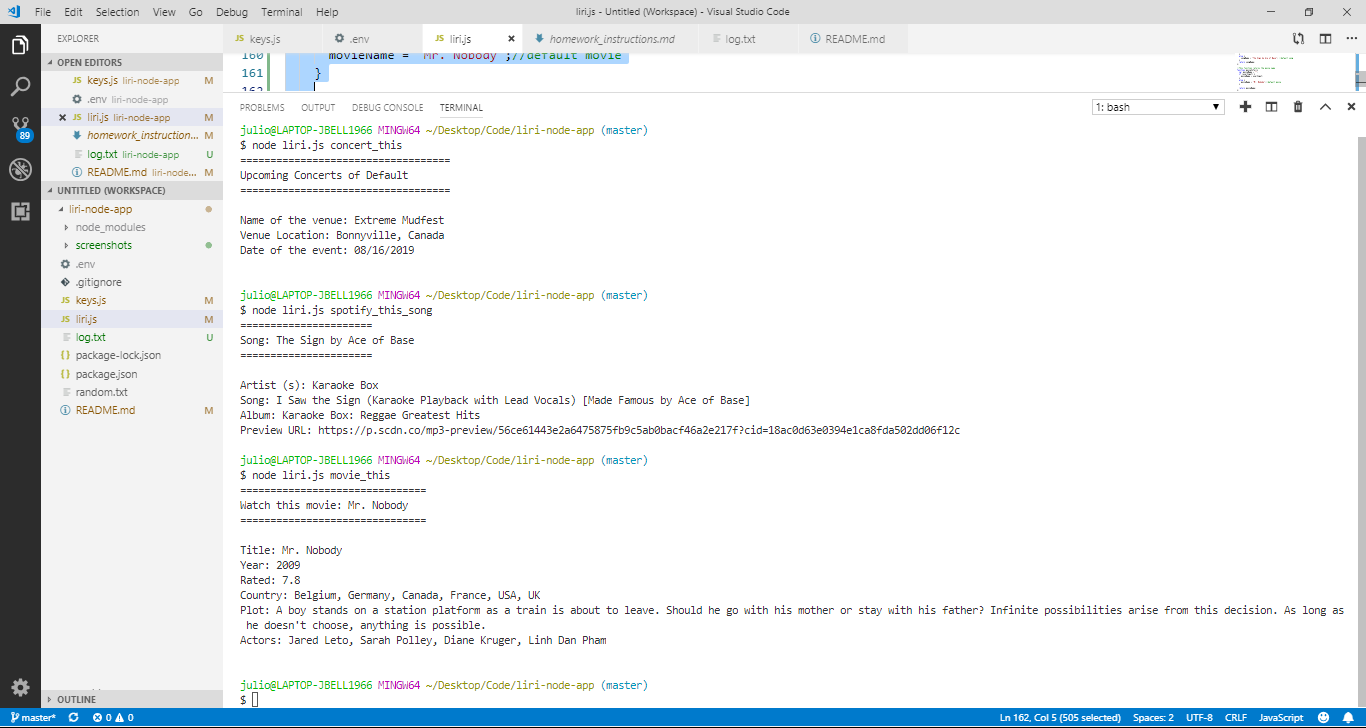 File Edit Selection View Go Debug Terminal Help liri.js - Untitled (Workspace) - Visual Studio Code
EXPLORER
OPEN EDITORS
JS keys.js liri-node-app M
.env liri-node-app
JS liri.js liri-node-app M
homework_instruction... M
log.txt liri-node-app U
README.md liri-node... M
UNTITLED (WORKSPACE)
liri-node-app
node_modules
screenshots
.env
.gitignore
JS keys.js M
JS liri.js M
log.txt U
{} package-lock.json
{} package.json
random.txt
README.md M
OUTLINE
89
JS keys.js .env JS liri.js homework_instructions.md log.txt README.md
160 movieName = "Mr. Nobody";//default movie
161 }
162
PROBLEMS OUTPUT DEBUG CONSOLE TERMINAL 1: bash
julio@LAPTOP-JBELL1966 MINGW64 ~/Desktop/Code/liri-node-app (master)
$ node liri.js concert_this
===================================
Upcoming Concerts of Default
===================================
Name of the venue: Extreme Mudfest
Venue Location: Bonnyville, Canada
Date of the event: 08/16/2019
julio@LAPTOP-JBELL1966 MINGW64 ~/Desktop/Code/liri-node-app (master)
$ node liri.js spotify_this_song
======================
Song: The Sign by Ace of Base
======================
Artist (s): Karaoke Box
Song: I Saw the Sign (Karaoke Playback with Lead Vocals) [Made Famous by Ace of Base]
Album: Karaoke Box: Reggae Greatest Hits
Preview URL: https://p.scdn.co/mp3-preview/56ce61443e2a6475875fb9c5ab0bacf46a2e217f?cid=18ac0d63e0394e1ca8fda502dd06f12c
julio@LAPTOP-JBELL1966 MINGW64 ~/Desktop/Code/liri-node-app (master)
$ node liri.js movie_this
===============================
Watch this movie: Mr. Nobody
===============================
Title: Mr. Nobody
Year: 2009
Rated: 7.8
Country: Belgium, Germany, Canada, France, USA, UK
Plot: A boy stands on a station platform as a train is about to leave. Should he go with his mother or stay with his father? Infinite possibilities arise from this decision. As long as
he doesn't choose, anything is possible.
Actors: Jared Leto, Sarah Polley, Diane Kruger, Linh Dan Pham
julio@LAPTOP-JBELL1966 MINGW64 ~/Desktop/Code/liri-node-app (master)
$
master* 0 0 Ln 162, Col 5 (505 selected) Spaces: 2 UTF-8 CRLF JavaScript